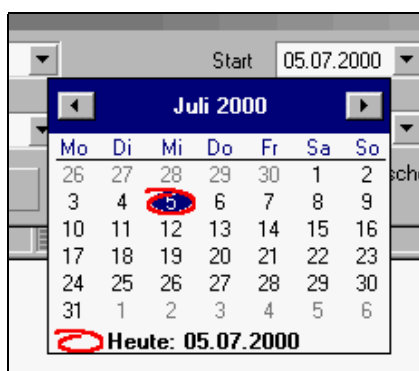 Start 05.07.2000
Juli 2000
Mo Di Mi Do Fr Sa So
26 27 28 29 30 1 2
3 4 5 6 7 8 9
10 11 12 13 14 15 16
17 18 19 20 21 22 23
24 25 26 27 28 29 30
31 1 2 3 4 5 6
Heute: 05.07.2000